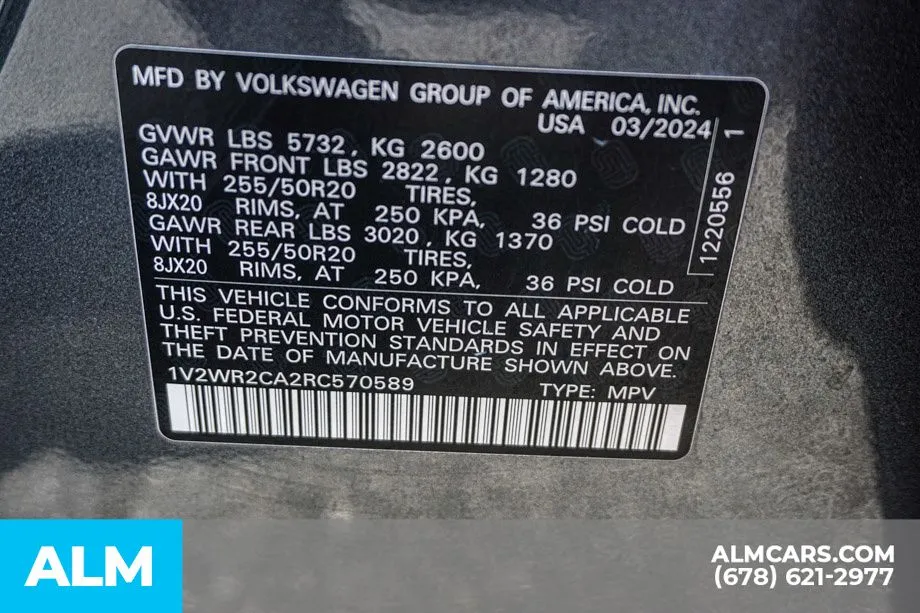 MFD BY VOLKSWAGEN GROUP OF AMERICA, INC.
USA 03/2024
GVWR LBS 5732, KG 2600
GAWR FRONT LBS 2822, KG 1280
WITH 255/50R20 TIRES,
8JX20 RIMS, AT 250 KPA, 36 PSI COLD
GAWR REAR LBS 3020, KG 1370
WITH 255/50R20 TIRES,
8JX20 RIMS, AT 250 KPA, 36 PSI COLD
1220556 1
THIS VEHICLE CONFORMS TO ALL APPLICABLE
U.S. FEDERAL MOTOR VEHICLE SAFETY AND
THEFT PREVENTION STANDARDS IN EFFECT ON
THE DATE OF MANUFACTURE SHOWN ABOVE.
1V2WR2CA2RC570589 TYPE: MPV
ALM
ALMCARS.COM
(678) 621-2977